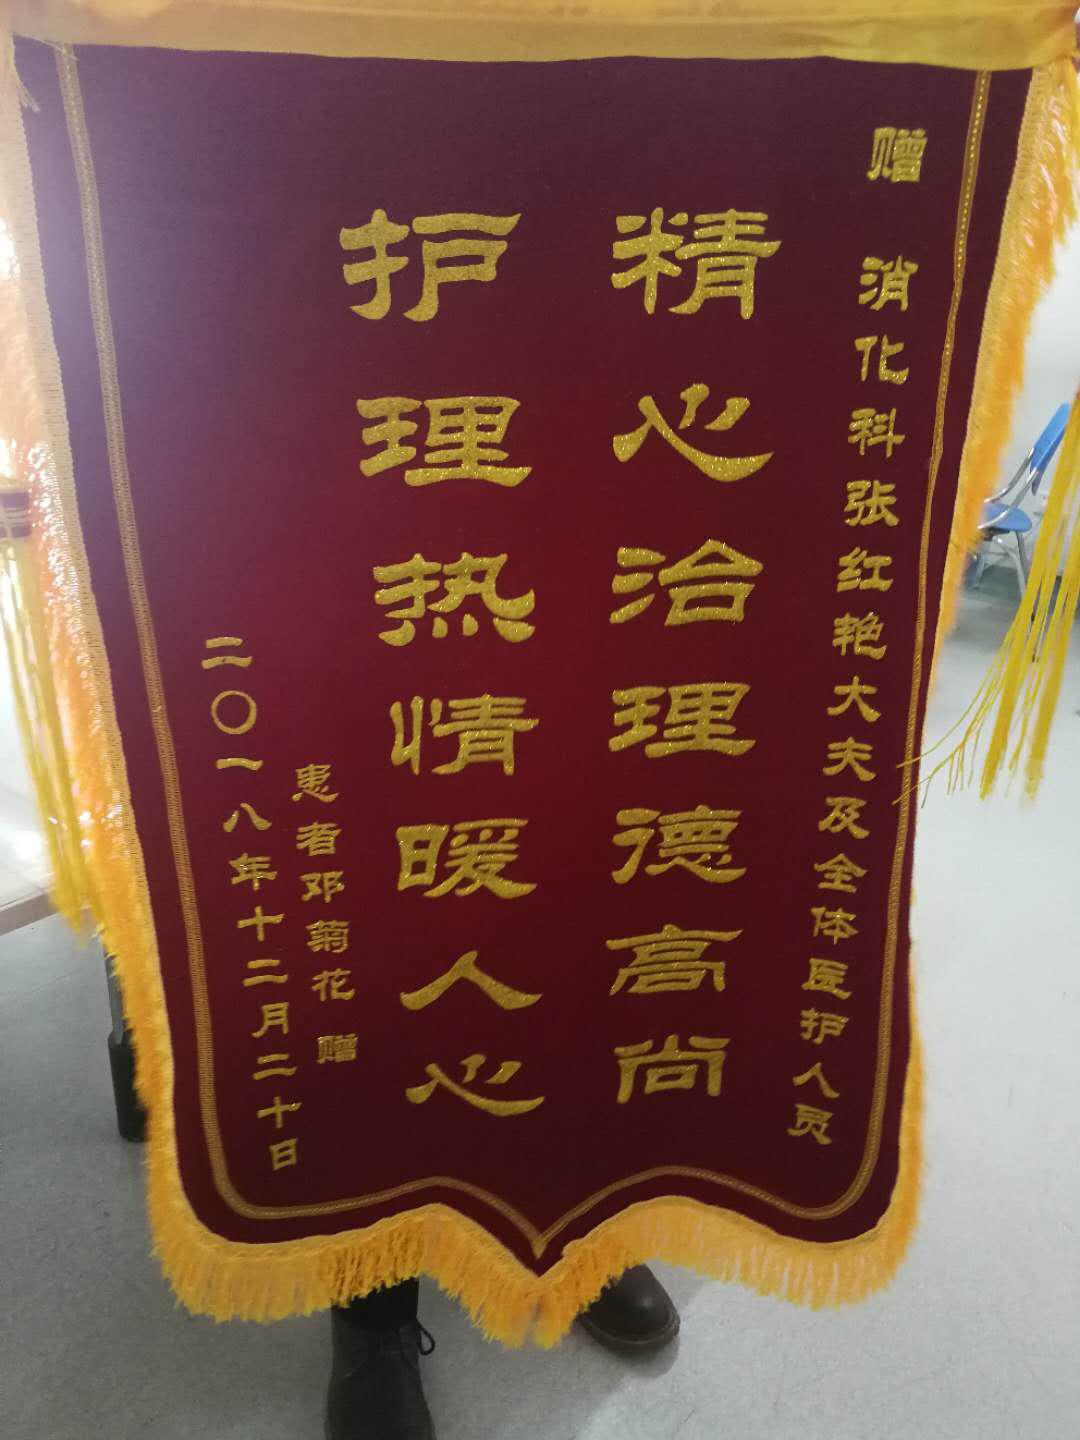 赠 消化科张红艳大夫及全体医护人员
精心治理德高尚
护理热情暖人心
患者邓菊花 赠
二〇一八年十二月二十日